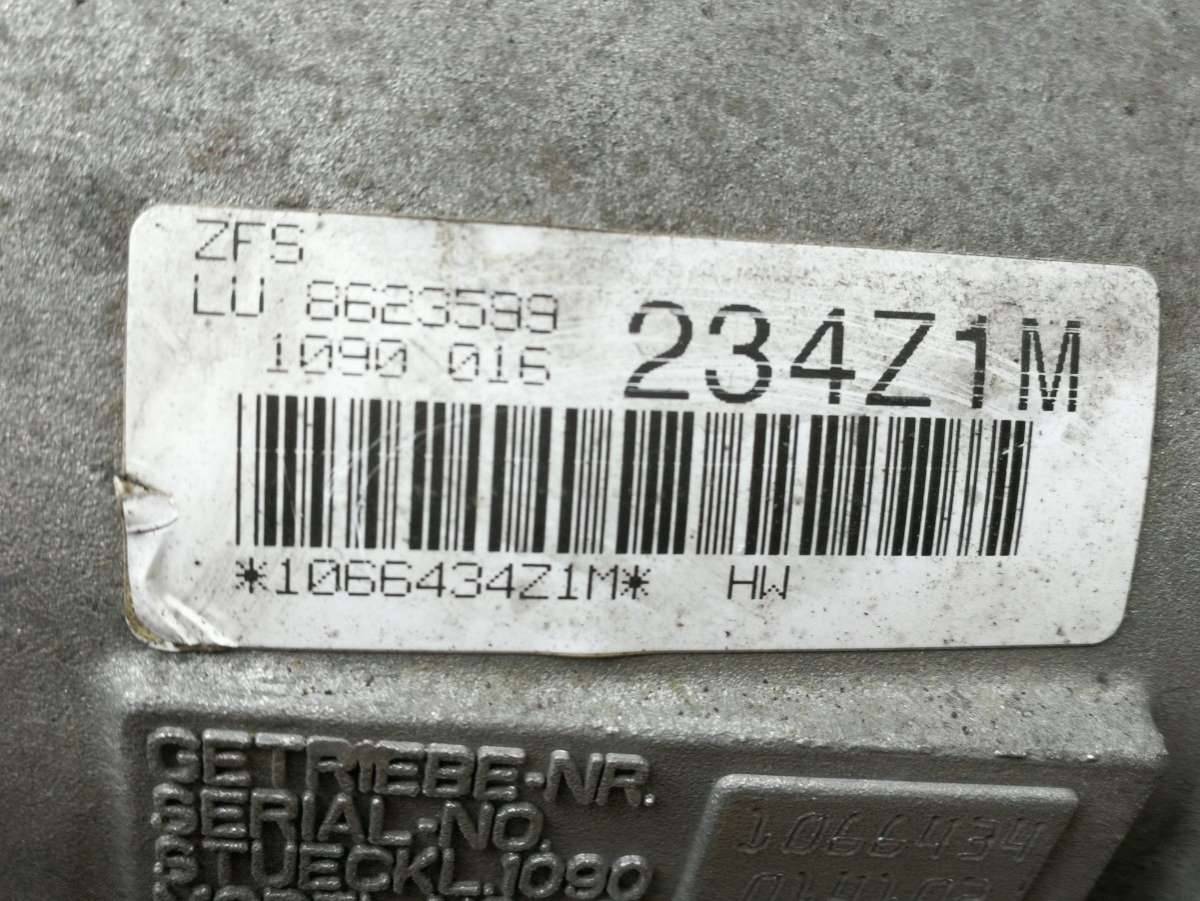 ZFS
LU 8623599
1090 016
234Z1M
*1066434Z1M* HW
GETRIEBE-NR.
SERIAL-NO.
1066434
STUECKL.1090